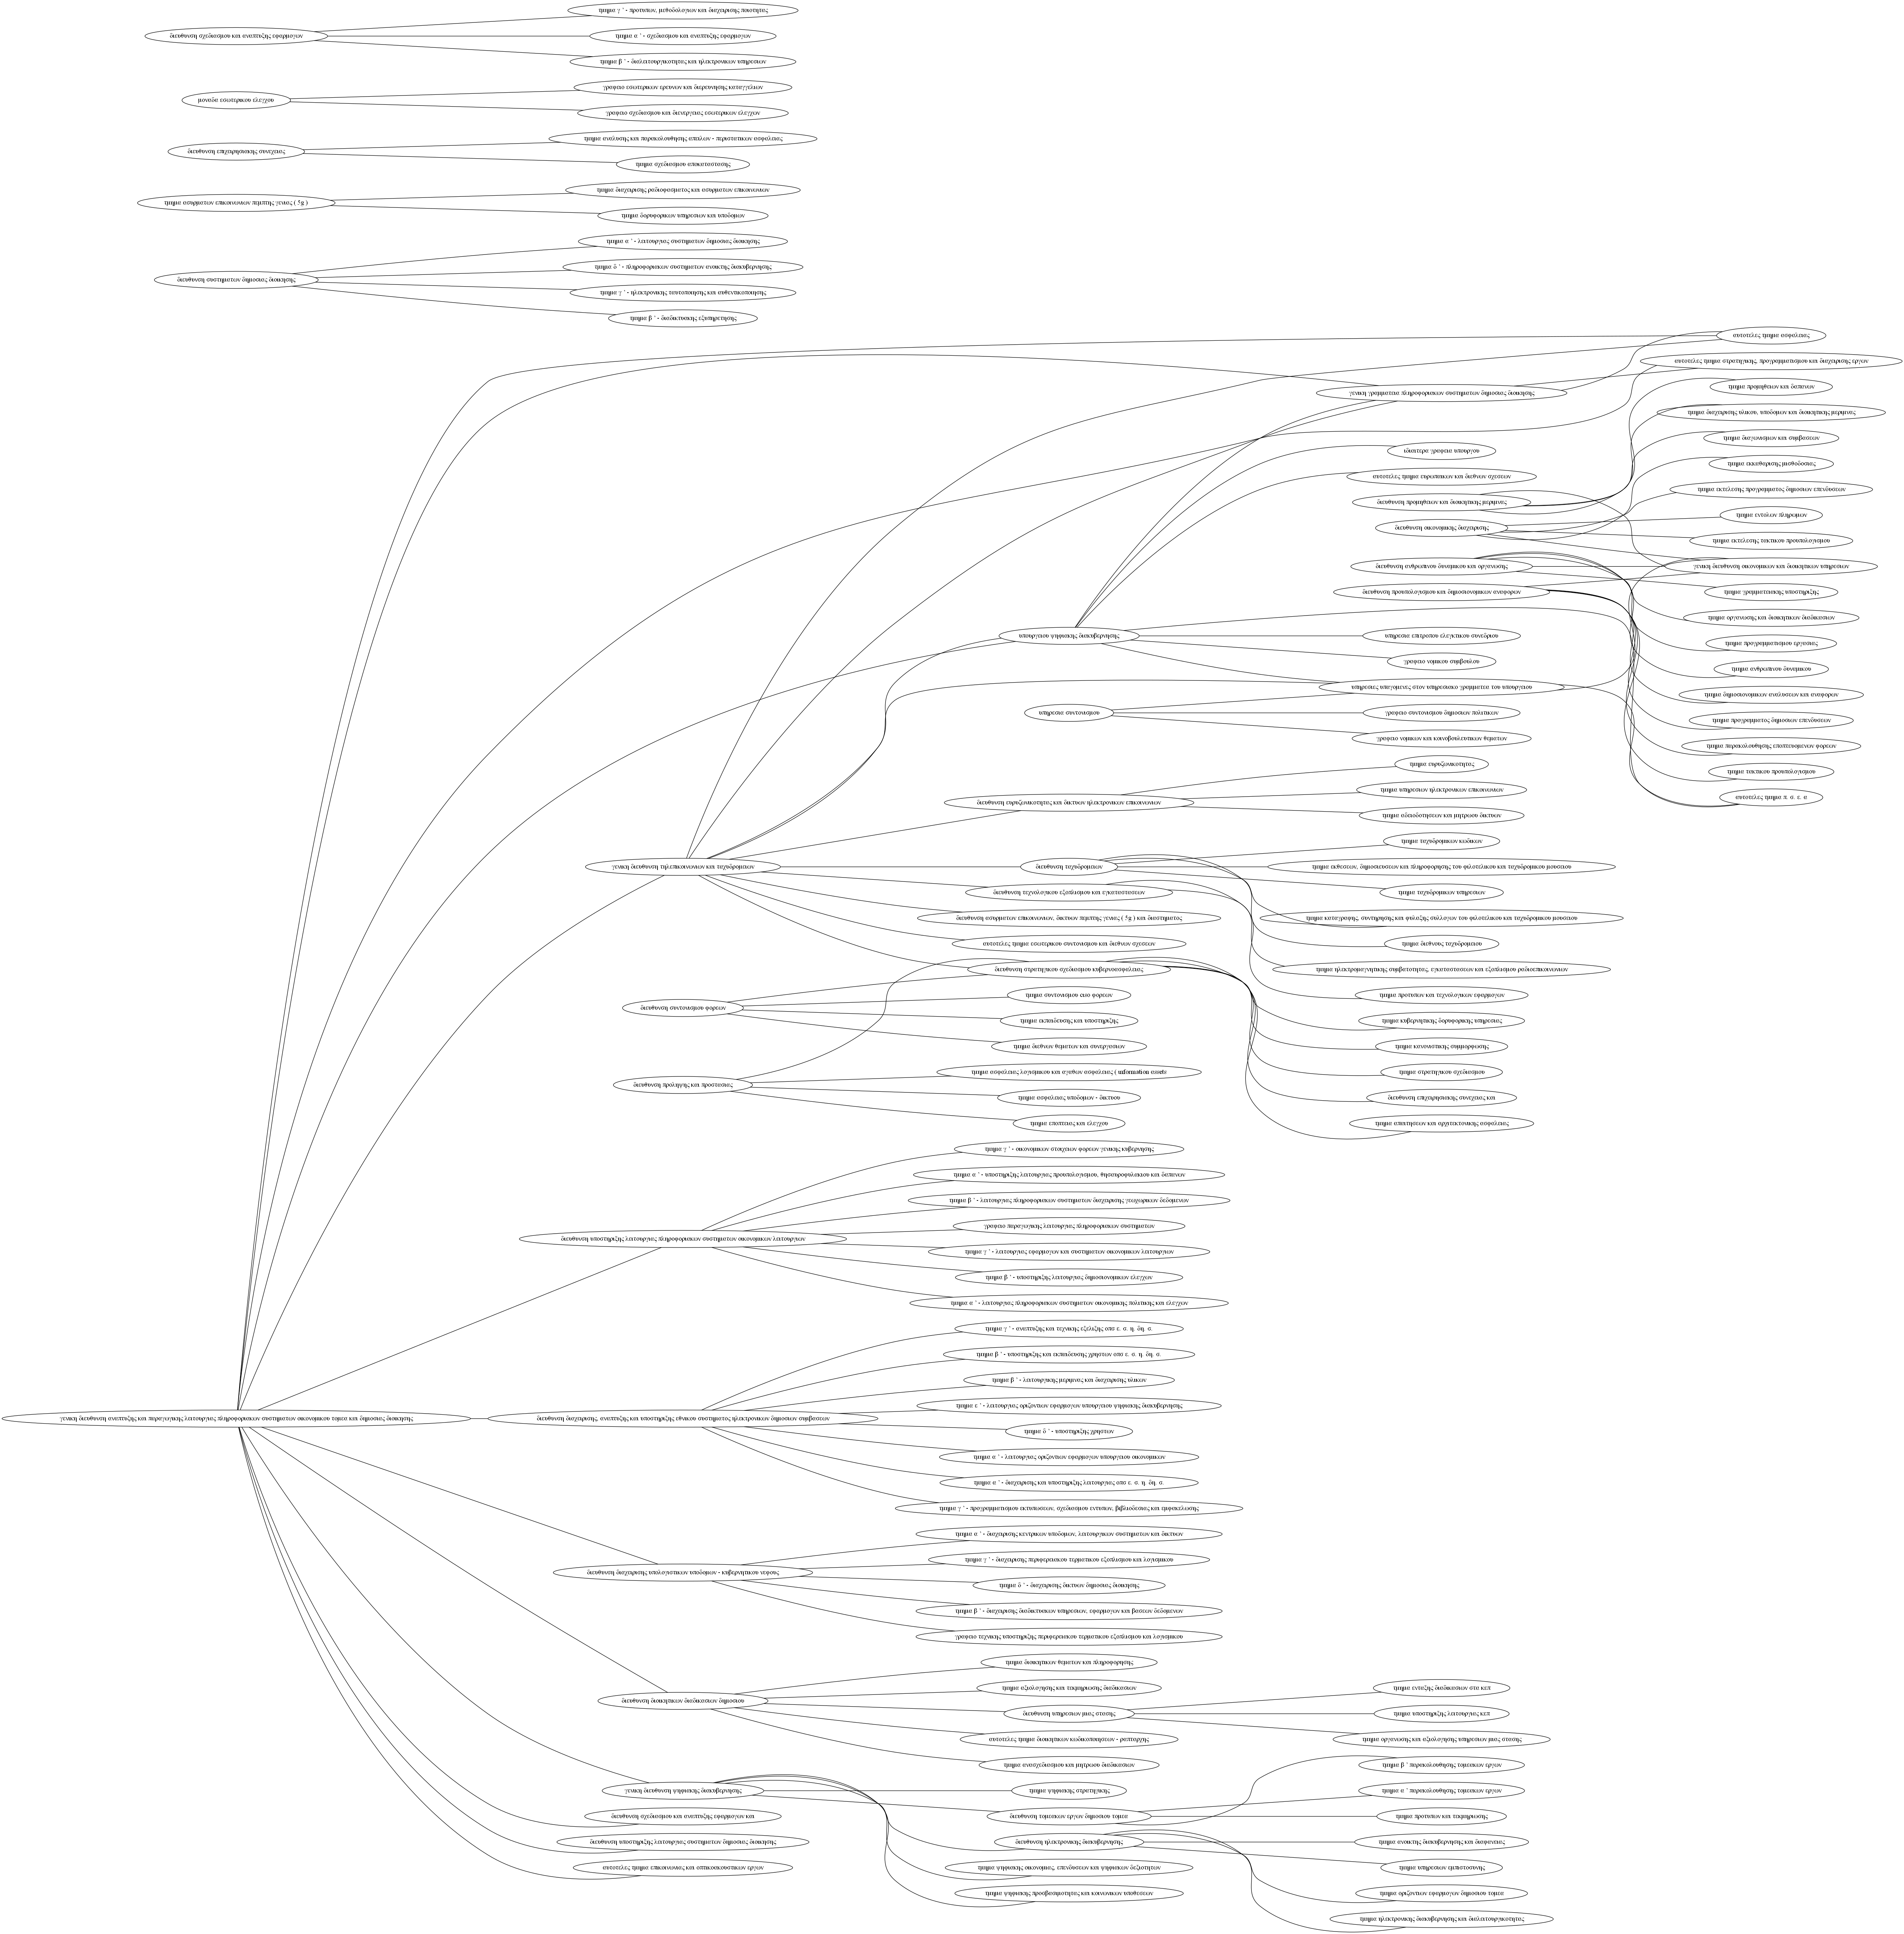 τμημα γ ΄ - προτυπων, μεθοδολογιων και διαχειρισης ποιοτητας
διευθυνση σχεδιασμου και αναπτυξης εφαρμογων
τμημα α ΄ - σχεδιασμου και αναπτυξης εφαρμογων
τμημα β ΄ - διαλειτουργικοτητας και ηλεκτρονικων υπηρεσιων
γραφειο εσωτερικων ερευνων και διερευνησης καταγγελιων
μοναδα εσωτερικου ελεγχου
γραφειο σχεδιασμου και διενεργειας εσωτερικων ελεγχων
τμημα αναλυσης και παρακολουθησης απειλων - περιστατικων ασφαλειας
διευθυνση επιχειρησιακης συνεχειας
τμημα σχεδιασμου αποκαταστασης
τμημα διαχειρισης ραδιοφασματος και ασυρματων επικοινωνιων
τμημα ασυρματων επικοινωνιων πεμπτης γενιας ( 5g )
τμημα δορυφορικων υπηρεσιων και υποδομων
τμημα α ΄ - λειτουργιας συστηματων δημοσιας διοικησης
τμημα δ ΄ - πληροφοριακων συστηματων ανοικτης διακυβερνησης
διευθυνση συστηματων δημοσιας διοικησης
τμημα γ ΄ - ηλεκτρονικης ταυτοποιησης και αυθεντικοποιησης
τμημα β ΄ - διαδικτυακης εξυπηρετησης
αυτοτελες τμημα ασφαλειας
αυτοτελες τμημα στρατηγικης, προγραμματισμου και διαχειρισης εργων
τμημα προμηθειων και δαπανων
γενικη γραμματεια πληροφοριακων συστηματων δημοσιας διοικησης
τμημα διαχειρισης υλικου, υποδομων και διοικητικης μεριμνας
τμημα διαγωνισμων και συμβασεων
ιδιαιτερα γραφεια υπουργου
τμημα εκκαθαρισης μισθοδοσιας
αυτοτελες τμημα ευρωπαικων και διεθνων σχεσεων
τμημα εκτελεσης προγραμματος δημοσιων επενδυσεων
διευθυνση προμηθειων και διοικητικης μεριμνας
τμημα εντολων πληρωμων
διευθυνση οικονομικης διαχειρισης
τμημα εκτελεσης τακτικου προυπολογισμου
διευθυνση ανθρωπινου δυναμικου και οργανωσης
γενικη διευθυνση οικονομικων και διοικητικων υπηρεσιων
διευθυνση προυπολογισμου και δημοσιονομικων αναφορων
τμημα γραμματειακης υποστηριξης
τμημα οργανωσης και διοικητικων διαδικασιων
υπουργειου ψηφιακης διακυβερνησης
υπηρεσια επιτροπου ελεγκτικου συνεδριου
τμημα προγραμματισμου εργασιας
γραφειο νομικου συμβουλου
τμημα ανθρωπινου δυναμικου
υπηρεσιες υπαγομενες στον υπηρεσιακο γραμματεα του υπουργειου
τμημα δημοσιονομικων αναλυσεων και αναφορων
υπηρεσια συντονισμου
γραφειο συντονισμου δημοσιων πολιτικων
τμημα προγραμματος δημοσιων επενδυσεων
γραφειο νομικων και κοινοβουλευτικων θεματων
τμημα παρακολουθησης εποπτευομενων φορεων
τμημα ευρυζωνικοτητας
τμημα τακτικου προυπολογισμου
τμημα υπηρεσιων ηλεκτρονικων επικοινωνιων
αυτοτελες τμημα π. σ. ε. α
διευθυνση ευρυζωνικοτητας και δικτυων ηλεκτρονικων επικοινωνιων
τμημα αδειοδοτησεων και μητρωου δικτυων
τμημα ταχυδρομικων κωδικων
γενικη διευθυνση τηλεπικοινωνιων και ταχυδρομειων
διευθυνση ταχυδρομειων
τμημα εκθεσεων, δημοσιευσεων και πληροφορησης του φιλοτελικου και ταχυδρομικου μουσειου
διευθυνση τεχνολογικου εξοπλισμου και εγκαταστασεων
τμημα ταχυδρομικων υπηρεσιων
διευθυνση ασυρματων επικοινωνιων, δικτυων πεμπτης γενιας ( 5g ) και διαστηματος
τμημα καταγραφης, συντηρησης και φυλαξης συλλογων του φιλοτελικου και ταχυδρομικου μουσειου
αυτοτελες τμημα εσωτερικου συντονισμου και διεθνων σχεσεων
τμημα διεθνους ταχυδρομειου
διευθυνση στρατηγικου σχεδιασμου κυβερνοασφαλειας
τμημα ηλεκτρομαγνητικης συμβατοτητας, εγκαταστασεων και εξοπλισμου ραδιοεπικοινωνιων
τμημα συντονισμου συο φορεων
τμημα προτυπων και τεχνολογικων εφαρμογων
διευθυνση συντονισμου φορεων
τμημα εκπαιδευσης και υποστηριξης
τμημα κυβερνητικης δορυφορικης υπηρεσιας
τμημα διεθνων θεματων και συνεργασιων
τμημα κανονιστικης συμμορφωσης
τμημα ασφαλειας λογισμικου και αγαθων ασφαλειας (
τμημα στρατηγικου σχεδιασμου
διευθυνση προληψης και προστασιας
τμημα ασφαλειας υποδομων - δικτυου
διευθυνση επιχειρησιακης συνεχειας και
τμημα εποπτειας και ελεγχου
τμημα απαιτησεων και αρχιτεκτονικης ασφαλειας
τμημα γ ΄ - οικονομικων στοιχειων φορεων γενικης κυβερνησης
τμημα α ΄ - υποστηριξης λειτουργιας προυπολογισμου, θησαυροφυλακιου και δαπανων
τμημα β ΄ - λειτουργιας πληροφοριακων συστηματων διαχειρισης γεωχωρικων δεδομενων
γραφειο παραγωγικης λειτουργιας πληροφοριακων συστηματων
διευθυνση υποστηριξης λειτουργιας πληροφοριακων συστηματων οικονομικων λειτουργιων
τμημα γ ΄ - λειτουργιας εφαρμογων και συστηματων οικονομικων λειτουργιων
τμημα β ΄ - υποστηριξης λειτουργιας δημοσιονομικων ελεγχων
τμημα α ΄ - λειτουργιας πληροφοριακων συστηματων οικονομικης πολιτικης και ελεγχων
τμημα γ ΄ - αναπτυξης και τεχνικης εξελιξης οπσ ε. σ. η. δη. σ.
τμημα β ΄ - υποστηριξης και εκπαιδευσης χρηστων οπσ ε. σ. η. δη. σ.
τμημα β ΄ - λειτουργικης μεριμνας και διαχειρισης υλικων
τμημα ε ΄ - λειτουργιας οριζοντιων εφαρμογων υπουργειου ψηφιακης διακυβερνησης
γενικη διευθυνση αναπτυξης και παραγωγικης λειτουργιας πληροφοριακων συστηματων οικονομικου τομεα και δημοσιας διοικησης
διευθυνση διαχειρισης, αναπτυξης και υποστηριξης εθνικου συστηματος ηλεκτρονικων δημοσιων συμβασεων
τμημα δ ΄ - υποστηριξης χρηστων
τμημα α ΄ - λειτουργιας οριζοντιων εφαρμογων υπουργειου οικονομικων
τμημα α ΄ - διαχειρισης και υποστηριξης λειτουργιας οπσ ε. σ. η. δη. σ.
τμημα γ ΄ - προγραμματισμου εκτυπωσεων, σχεδιασμου εντυπων, βιβλιοδεσιας και εμφακελωσης
τμημα α ΄ - διαχειρισης κεντρικων υποδομων, λειτουργικων συστηματων και δικτυων
τμημα γ ΄ - διαχειρισης περιφερειακου τερματικου εξοπλισμου και λογισμικου
διευθυνση διαχειρισης υπολογιστικων υποδομων - κυβερνητικου νεφους
τμημα δ ΄ - διαχειρισης δικτυων δημοσιας διοικησης
τμημα β ΄ - διαχειρισης διαδικτυακων υπηρεσιων, εφαρμογων και βασεων δεδομενων
γραφειο τεχνικης υποστηριξης περιφερειακου τερματικου εξοπλισμου και λογισμικου
τμημα διοικητικων θεματων και πληροφορησης
τμημα αξιολογησης και τεκμηριωσης διαδικασιων
τμημα ενταξης διαδικασιων στα κεπ
διευθυνση διοικητικων διαδικασιων δημοσιου
διευθυνση υπηρεσιων μιας στασης
τμημα υποστηριξης λειτουργιας κεπ
αυτοτελες τμημα διοικητικων κωδικοποιησεων - ραπταρχης
τμημα οργανωσης και αξιολογησης υπηρεσιων μιας στασης
τμημα ανασχεδιασμου και μητρωου διαδικασιων
τμημα β ΄ παρακολουθησης τομεακων εργων
γενικη διευθυνση ψηφιακης διακυβερνησης
τμημα ψηφιακης στρατηγικης
τμημα α ΄ παρακολουθησης τομεακων εργων
διευθυνση σχεδιασμου και αναπτυξης εφαρμογων και
διευθυνση τομεακων εργων δημοσιου τομεα
τμημα προτυπων και τεκμηριωσης
διευθυνση υποστηριξης λειτουργιας συστηματων δημοσιας διοικησης
διευθυνση ηλεκτρονικης διακυβερνησης
τμημα ανοικτης διακυβερνησης και διαφανειας
αυτοτελες τμημα επικοινωνιας και οπτικοακουστικων εργων
τμημα ψηφιακης οικονομιας, επενδυσεων και ψηφιακων δεξιοτητων
τμημα υπηρεσιων εμπιστοσυνης
τμημα ψηφιακης προσβασιμοτητας και κοινωνικων υποθεσεων
τμημα οριζοντιων εφαρμογων δημοσιου τομεα
τμημα ηλεκτρονικης διακυβερνησης και διαλειτουργικοτητας